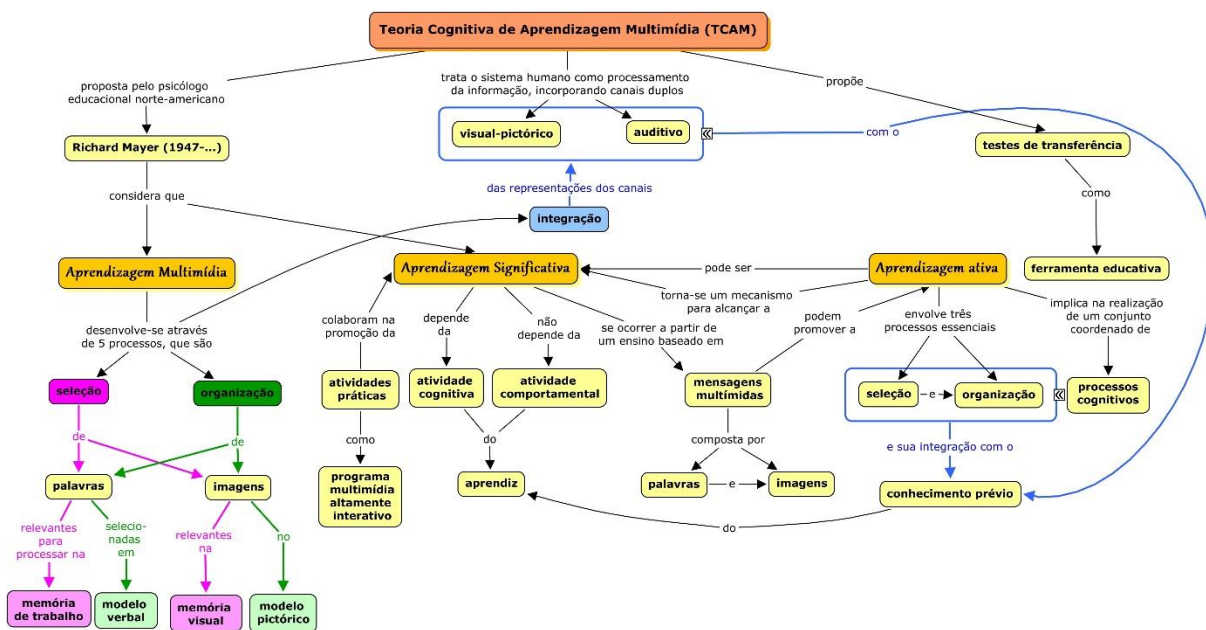 Teoria Cognitiva de Aprendizagem Multimídia (TCAM)
proposta pelo psicólogo
educacional norte-americano
trata o sistema humano como processamento
da informação, incorporando canais duplos
propõe
visual-pictórico
auditivo
com o
Richard Mayer (1947-...)
testes de transferência
das representações dos canais
considera que
como
integração
Aprendizagem Multimídia
Aprendizagem Significativa
pode ser
Aprendizagem ativa
ferramenta educativa
torna-se um mecanismo
para alcançar a
desenvolve-se através
de 5 processos, que são
colaboram na
promoção da
depende
da
não
depende da
se ocorrer a partir de
um ensino baseado em
podem
promover a
envolve três
processos essenciais
implica na realização
de um conjunto
coordenado de
seleção
organização
atividades
práticas
atividade
cognitiva
atividade
comportamental
mensagens
multímidas
seleção
e
organização
processos
cognitivos
de
de
como
do
composta por
e sua integração com o
palavras
imagens
programa
multimídia
altamente
interativo
aprendiz
palavras
e
imagens
conhecimento prévio
relevantes
para
processar na
selecio-
nadas
em
relevantes
na
no
do
memória
de trabalho
modelo
verbal
memória
visual
modelo
pictórico